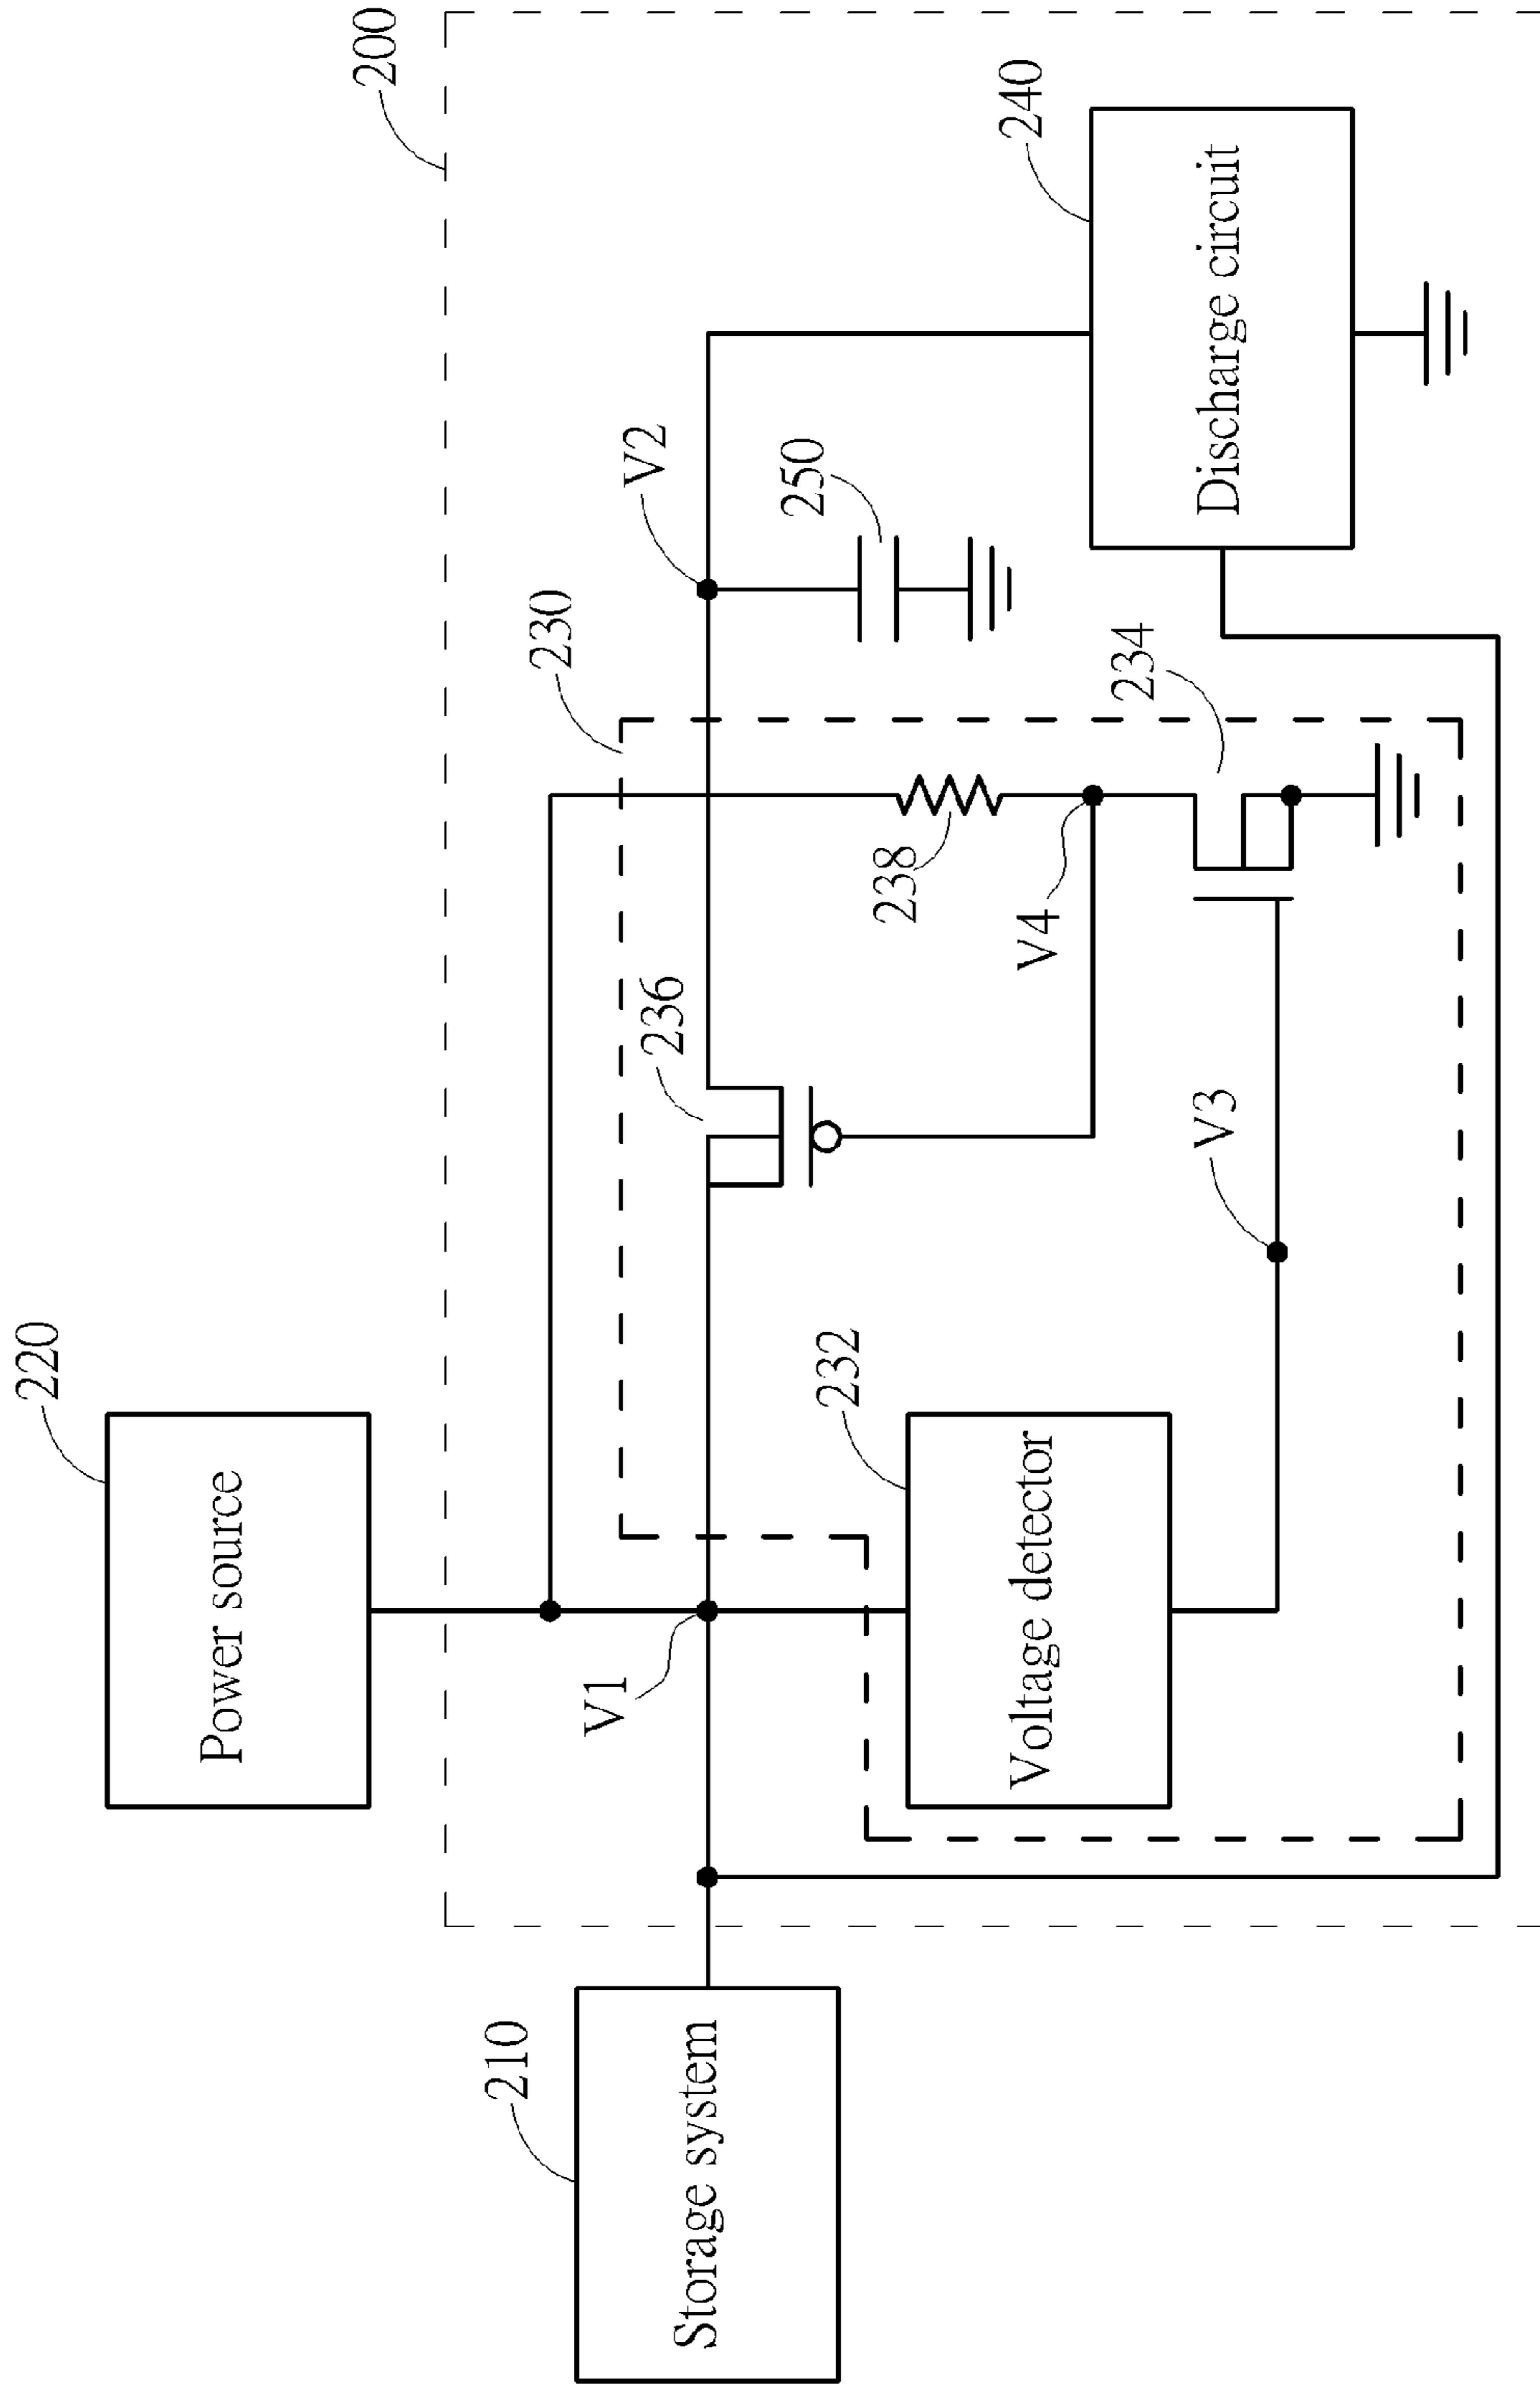 200
220
Power source
230
V2
240
Discharge circuit
250
236
238
V4
234
V1
232
Voltage detector
V3
210
Storage system